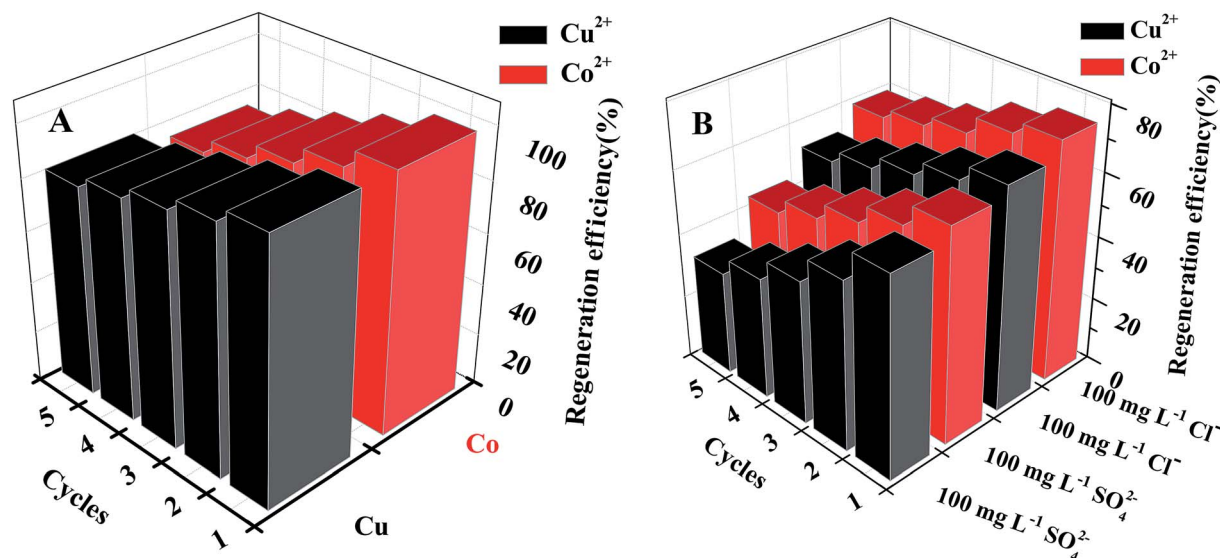 A
Cu2+
Co2+
100
80
60
40
20
0
Regeneration efficiency(%)
5
4
3
2
1
Cycles
Cu
Co
B
Cu2+
Co2+
80
60
40
20
0
Regeneration efficiency(%)
5
4
3
2
1
Cycles
100 mg L-1 Cl-
100 mg L-1 Cl-
100 mg L-1 SO42-
100 mg L-1 SO42-